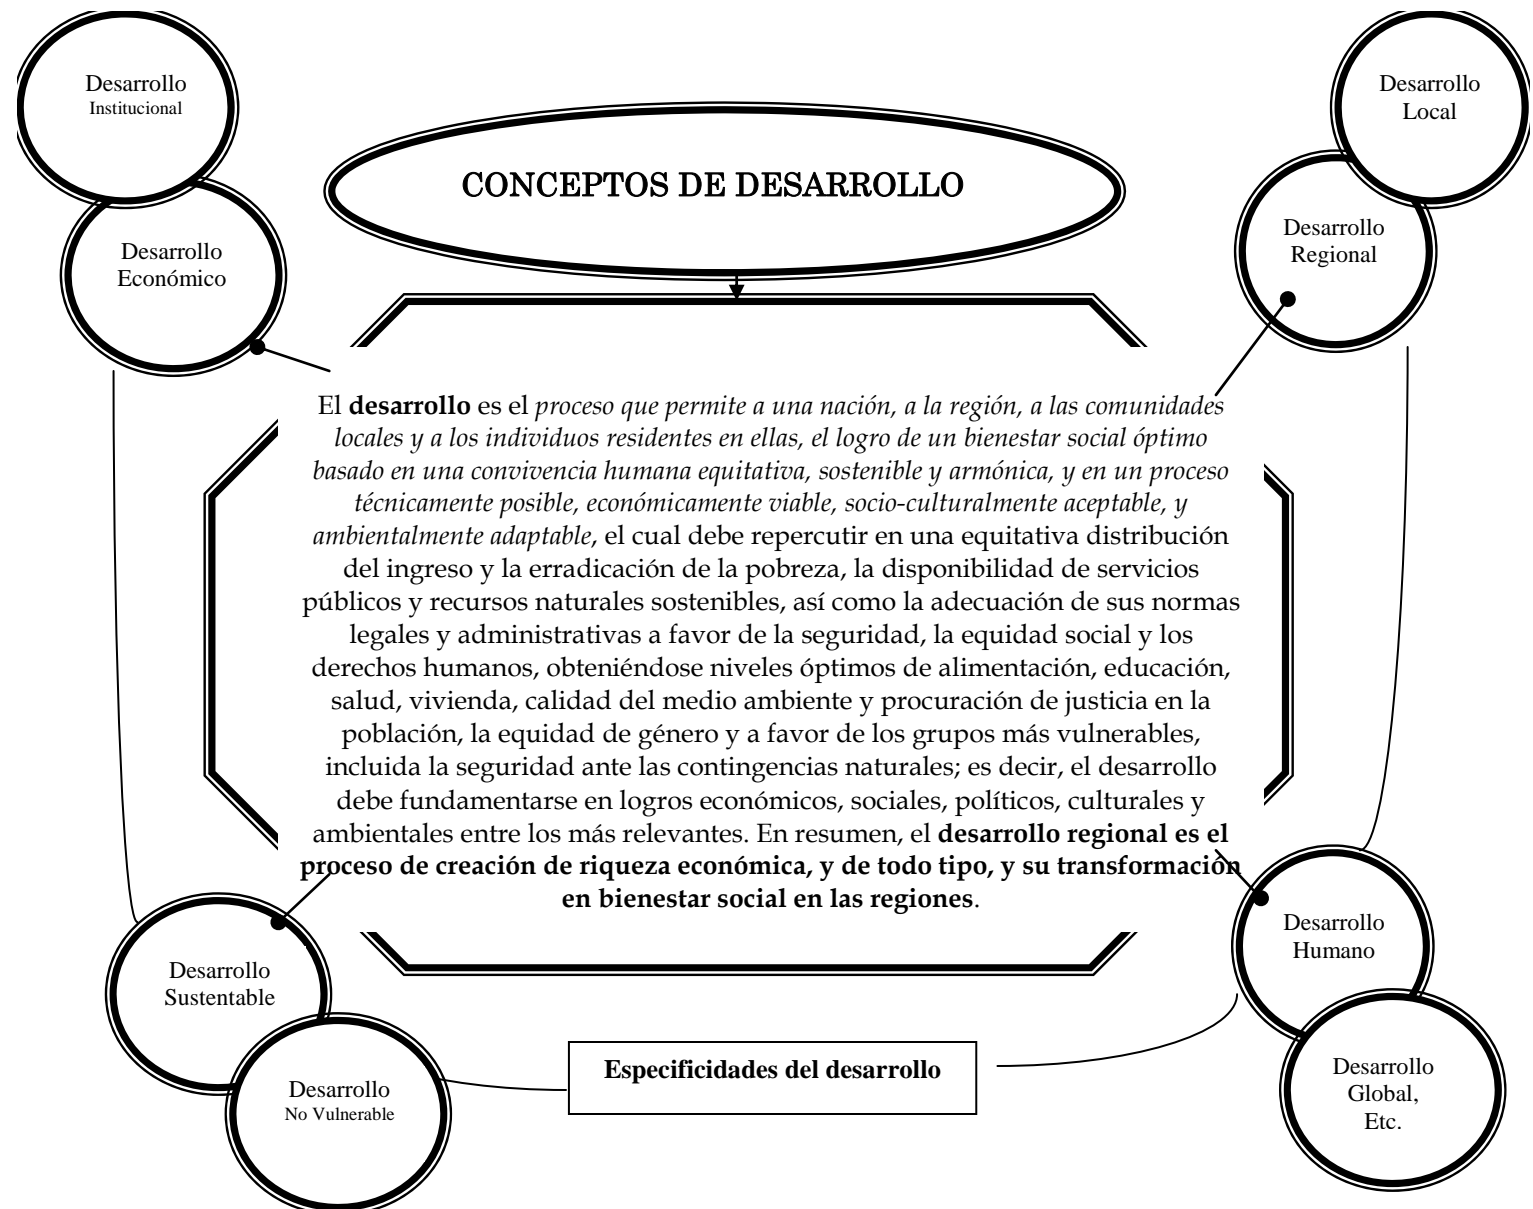 Desarrollo
Institucional
Desarrollo
Local
CONCEPTOS DE DESARROLLO
Desarrollo
Económico
Desarrollo
Regional
El desarrollo es el proceso que permite a una nación, a la región, a las comunidades
locales y a los individuos residentes en ellas, el logro de un bienestar social óptimo
basado en una convivencia humana equitativa, sostenible y armónica, y en un proceso
técnicamente posible, económicamente viable, socio-culturalmente aceptable, y
ambientalmente adaptable, el cual debe repercutir en una equitativa distribución
del ingreso y la erradicación de la pobreza, la disponibilidad de servicios
públicos y recursos naturales sostenibles, así como la adecuación de sus normas
legales y administrativas a favor de la seguridad, la equidad social y los
derechos humanos, obteniéndose niveles óptimos de alimentación, educación,
salud, vivienda, calidad del medio ambiente y procuración de justicia en la
población, la equidad de género y a favor de los grupos más vulnerables,
incluida la seguridad ante las contingencias naturales; es decir, el desarrollo
debe fundamentarse en logros económicos, sociales, políticos, culturales y
ambientales entre los más relevantes. En resumen, el desarrollo regional es el
proceso de creación de riqueza económica, y de todo tipo, y su transformación
en bienestar social en las regiones.
Desarrollo
Sustentable
Desarrollo
Humano
Desarrollo
No Vulnerable
Especificidades del desarrollo
Desarrollo
Global,
Etc.